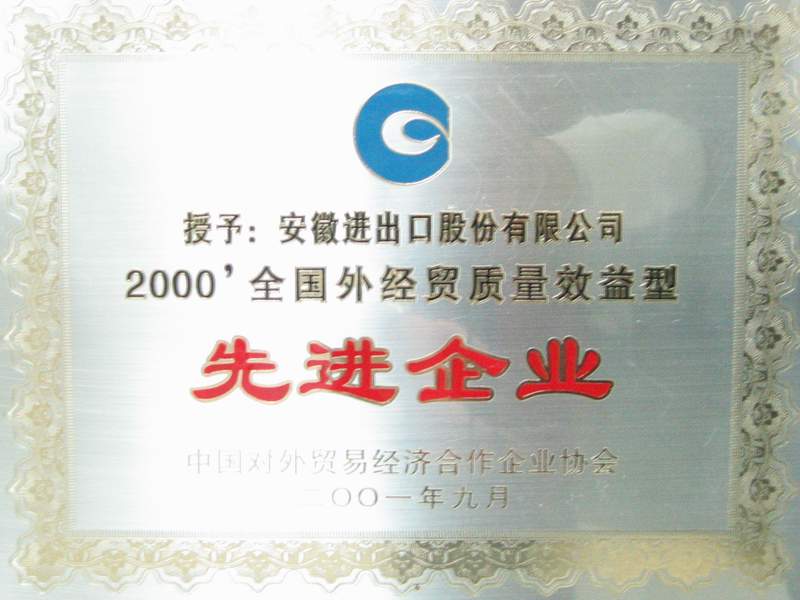 授予：安徽进出口股份有限公司
2000'全国外经贸质量效益型
先进企业
中国对外贸易经济合作企业协会
二〇〇一年九月